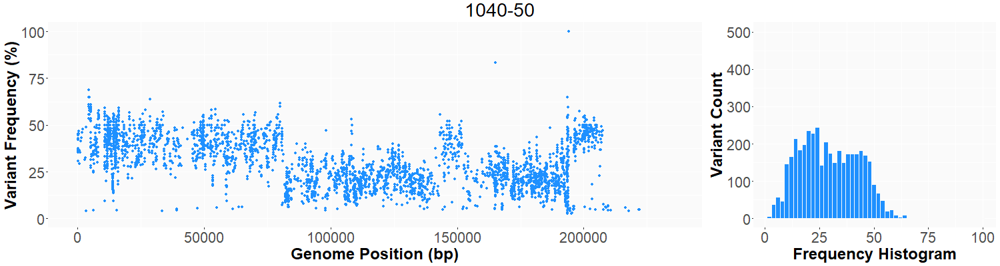 1040-50
Variant Frequency (%)
100
75
50
25
0
0 50000 100000 150000 200000
Genome Position (bp)
Variant Count
500
400
300
200
100
0
0 25 50 75 100
Frequency Histogram